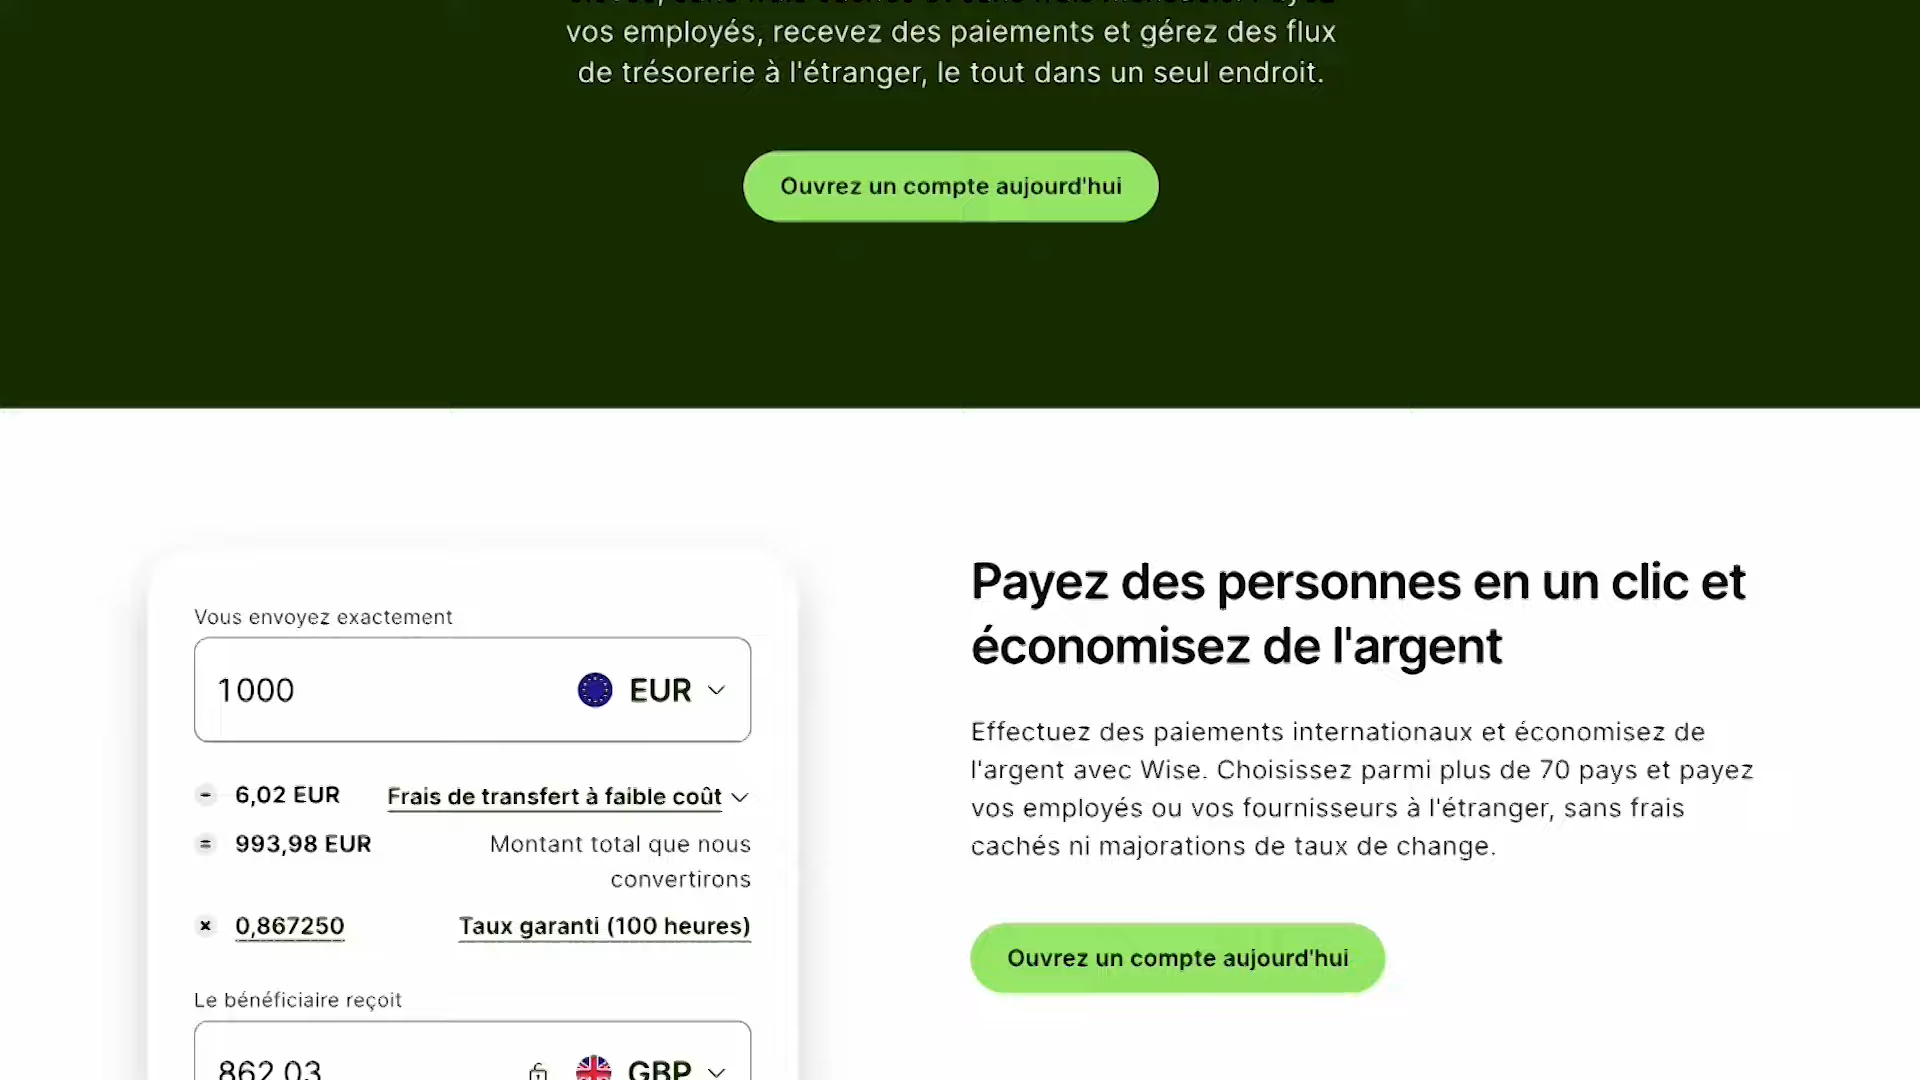 vos employés, recevez des paiements et gérez des flux
de trésorerie à l'étranger, le tout dans un seul endroit.
Ouvrez un compte aujourd'hui
Vous envoyez exactement
1000 EUR
- 6,02 EUR Frais de transfert à faible coût
= 993,98 EUR Montant total que nous
convertirons
× 0,867250 Taux garanti (100 heures)
Le bénéficiaire reçoit
862,03 GBP
Payez des personnes en un clic et
économisez de l'argent
Effectuez des paiements internationaux et économisez de
l'argent avec Wise. Choisissez parmi plus de 70 pays et payez
vos employés ou vos fournisseurs à l'étranger, sans frais
cachés ni majorations de taux de change.
Ouvrez un compte aujourd'hui